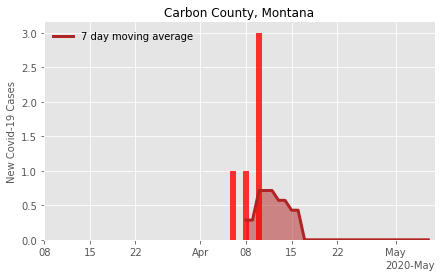 Carbon County, Montana
7 day moving average
New Covid-19 Cases
3.0
2.5
2.0
1.5
1.0
0.5
0.0
08 15 22 Apr 08 15 22 May
2020-May